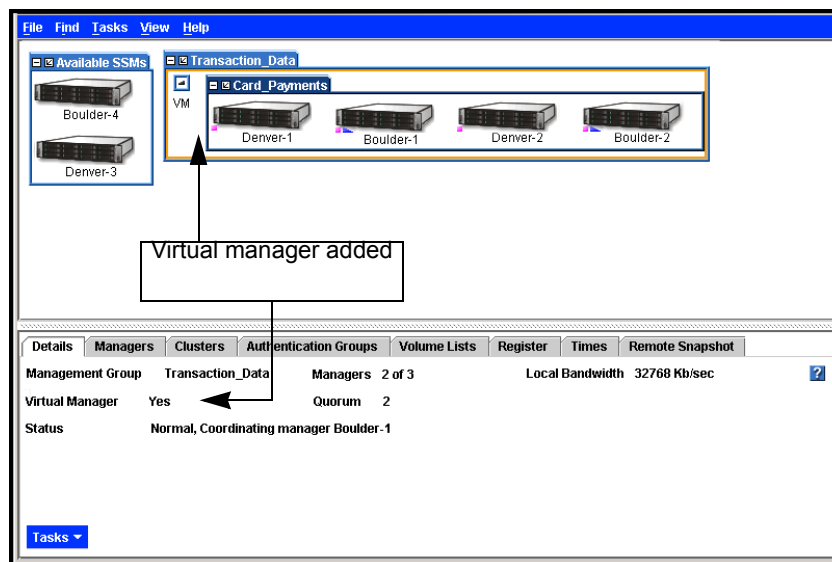 File Find Tasks View Help
Available SSMs
Boulder-4
Denver-3
Transaction_Data
VM
Card_Payments
Denver-1
Boulder-1
Denver-2
Boulder-2
Virtual manager added
Details Managers Clusters Authentication Groups Volume Lists Register Times Remote Snapshot
Management Group Transaction_Data Managers 2 of 3 Local Bandwidth 32768 Kb/sec ?
Virtual Manager Yes Quorum 2
Status Normal, Coordinating manager Boulder-1
Tasks